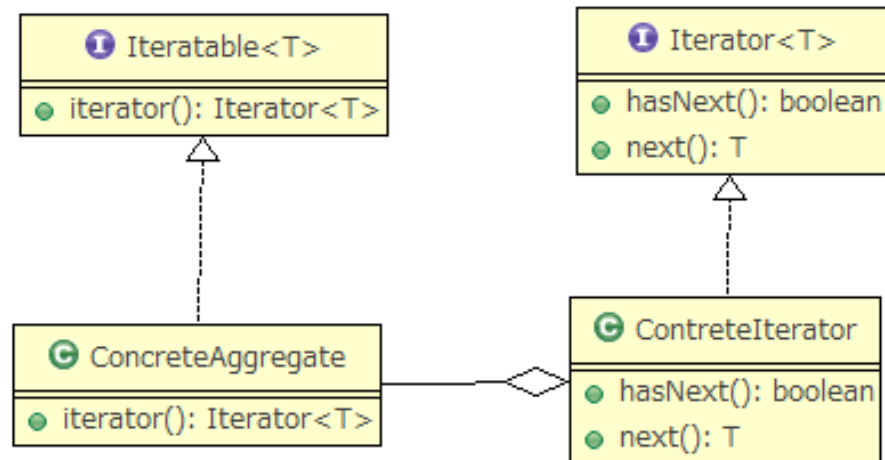 Iteratable<T>
iterator(): Iterator<T>
Iterator<T>
hasNext(): boolean
next(): T
ConcreteAggregate
iterator(): Iterator<T>
ContreteIterator
hasNext(): boolean
next(): T